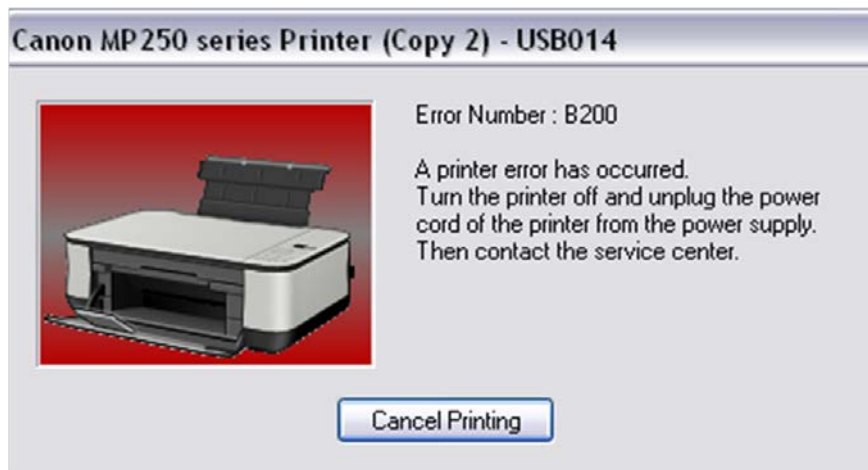 Canon MP250 series Printer (Copy 2) - USB014
Error Number : B200
A printer error has occurred.
Turn the printer off and unplug the power
cord of the printer from the power supply.
Then contact the service center.
Cancel Printing